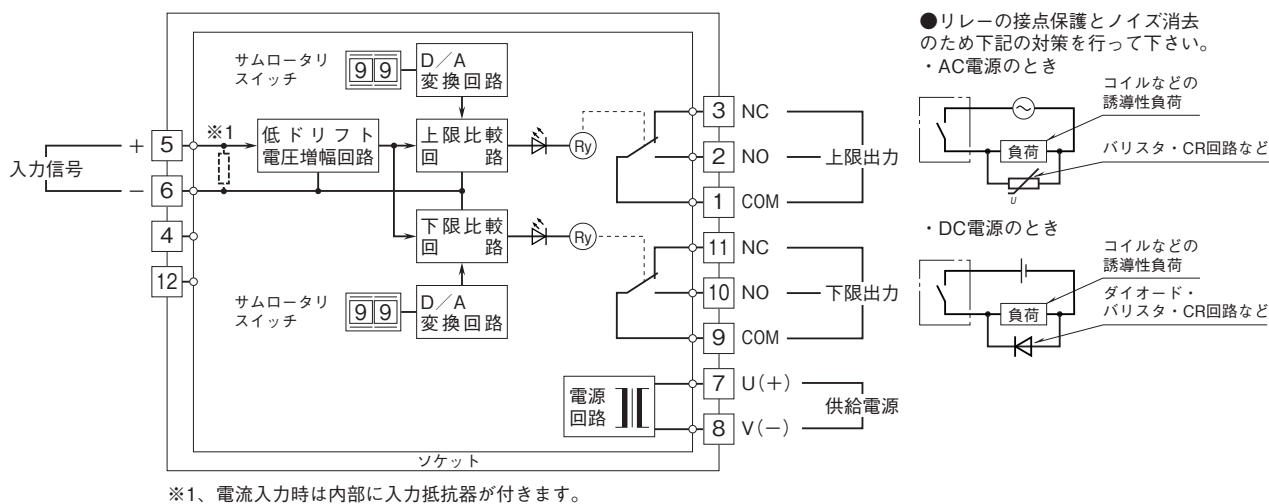 サムロータリ
スイッチ
9 9
D／A
変換回路
入力信号
+
5
※1
低ドリフト
電圧増幅回路
上限比較
回　　路
Ry
3 NC
2 NO
上限出力
1 COM
−
6
4
12
下限比較
回　　路
Ry
11 NC
10 NO
下限出力
9 COM
サムロータリ
スイッチ
9 9
D／A
変換回路
電源
回路
7 U(+)
供給電源
8 V(−)
ソケット
※1、電流入力時は内部に入力抵抗器が付きます。
●リレーの接点保護とノイズ消去
のため下記の対策を行って下さい。
・AC電源のとき
コイルなどの
誘導性負荷
負荷
バリスタ・CR回路など
U
・DC電源のとき
コイルなどの
誘導性負荷
負荷
ダイオード・
バリスタ・CR回路など